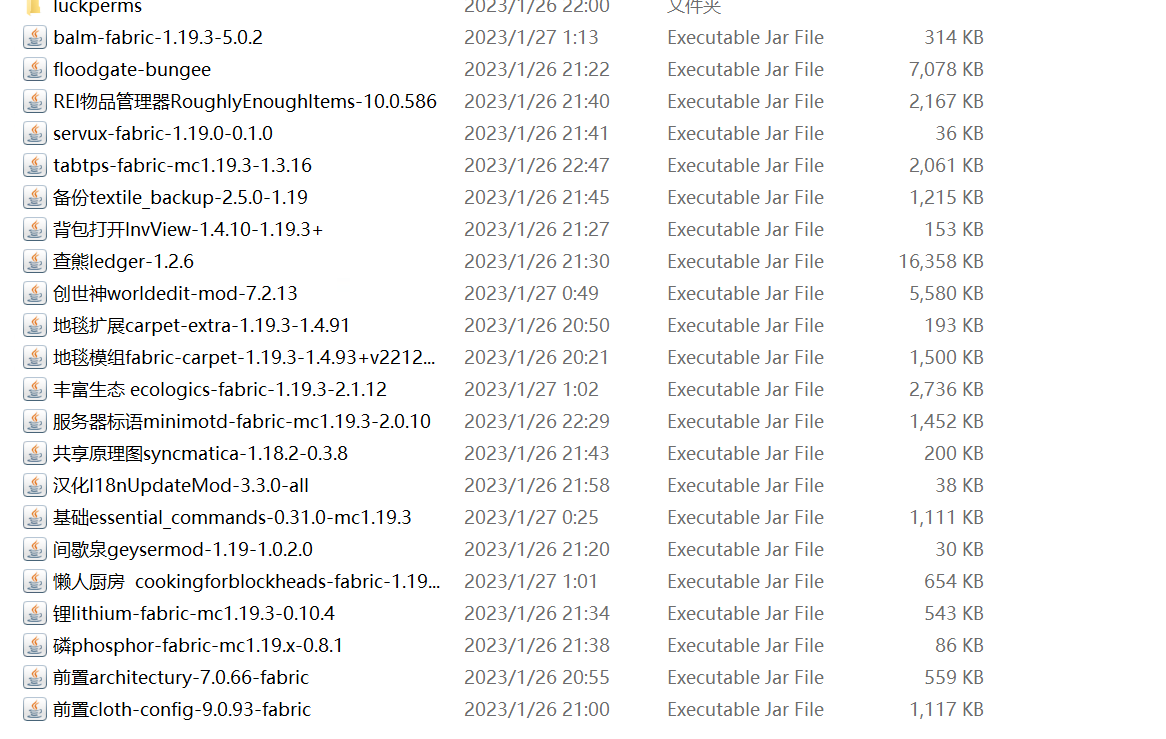 luckperms 2023/1/26 22:00 文件夹
balm-fabric-1.19.3-5.0.2 2023/1/27 1:13 Executable Jar File 314 KB
floodgate-bungee 2023/1/26 21:22 Executable Jar File 7,078 KB
REI物品管理器RoughlyEnoughItems-10.0.586 2023/1/26 21:40 Executable Jar File 2,167 KB
servux-fabric-1.19.0-0.1.0 2023/1/26 21:41 Executable Jar File 36 KB
tabtps-fabric-mc1.19.3-1.3.16 2023/1/26 22:47 Executable Jar File 2,061 KB
备份textile_backup-2.5.0-1.19 2023/1/26 21:45 Executable Jar File 1,215 KB
背包打开InvView-1.4.10-1.19.3+ 2023/1/26 21:27 Executable Jar File 153 KB
查熊ledger-1.2.6 2023/1/26 21:30 Executable Jar File 16,358 KB
创世神worldedit-mod-7.2.13 2023/1/27 0:49 Executable Jar File 5,580 KB
地毯扩展carpet-extra-1.19.3-1.4.91 2023/1/26 20:50 Executable Jar File 193 KB
地毯模组fabric-carpet-1.19.3-1.4.93+v2212... 2023/1/26 20:21 Executable Jar File 1,500 KB
丰富生态 ecologics-fabric-1.19.3-2.1.12 2023/1/27 1:02 Executable Jar File 2,736 KB
服务器标语minimotd-fabric-mc1.19.3-2.0.10 2023/1/26 22:29 Executable Jar File 1,452 KB
共享原理图syncmatica-1.18.2-0.3.8 2023/1/26 21:43 Executable Jar File 200 KB
汉化I18nUpdateMod-3.3.0-all 2023/1/26 21:58 Executable Jar File 38 KB
基础essential_commands-0.31.0-mc1.19.3 2023/1/27 0:25 Executable Jar File 1,111 KB
间歇泉geysermod-1.19-1.0.2.0 2023/1/26 21:20 Executable Jar File 30 KB
懒人厨房 cookingforblockheads-fabric-1.19... 2023/1/27 1:01 Executable Jar File 654 KB
锂lithium-fabric-mc1.19.3-0.10.4 2023/1/26 21:34 Executable Jar File 543 KB
磷phosphor-fabric-mc1.19.x-0.8.1 2023/1/26 21:38 Executable Jar File 86 KB
前置architectury-7.0.66-fabric 2023/1/26 20:55 Executable Jar File 559 KB
前置cloth-config-9.0.93-fabric 2023/1/26 21:00 Executable Jar File 1,117 KB